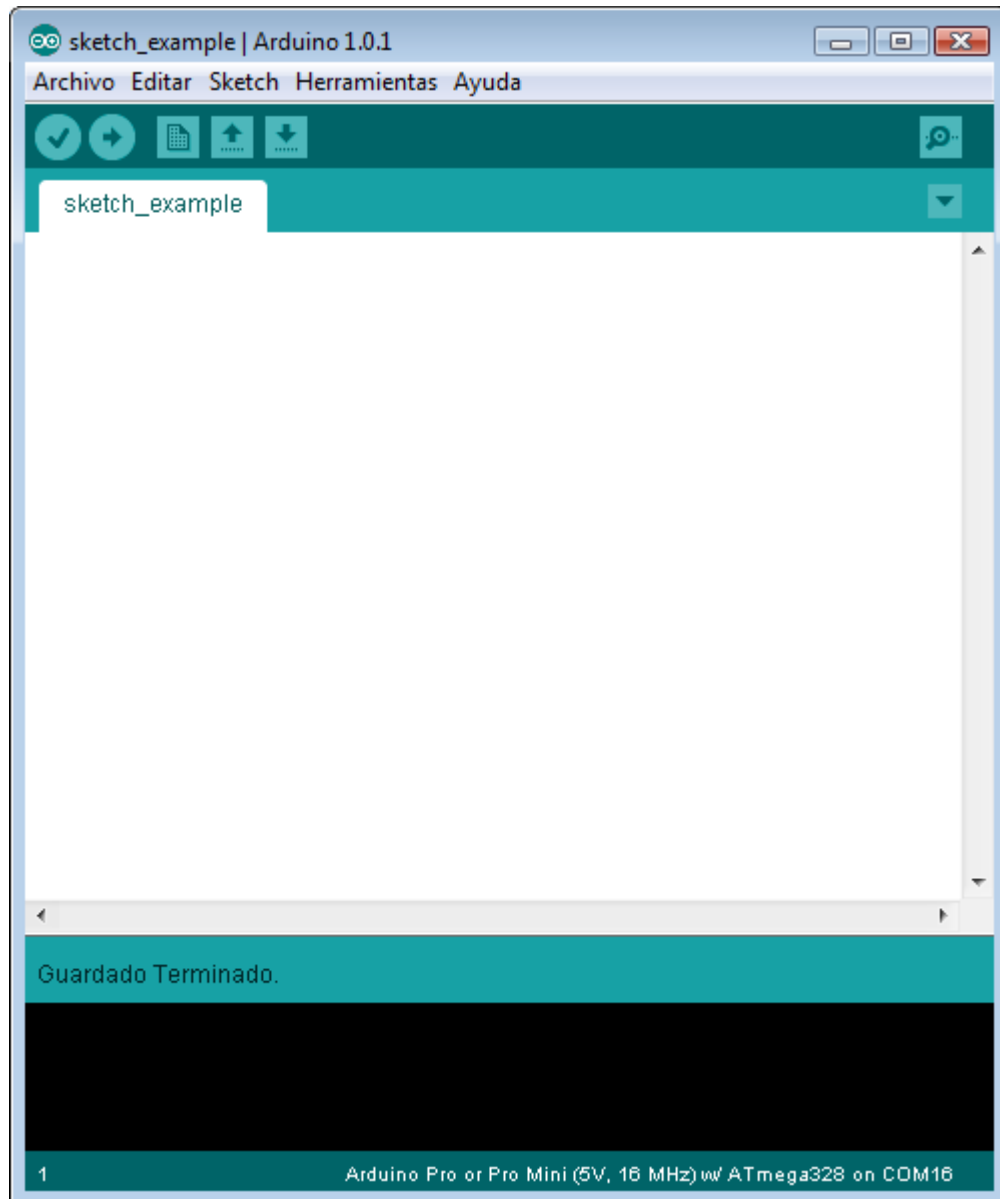 sketch_example | Arduino 1.0.1
Archivo Editar Sketch Herramientas Ayuda
sketch_example
Guardado Terminado.
1 Arduino Pro or Pro Mini (5V, 16 MHz) w/ ATmega328 on COM16